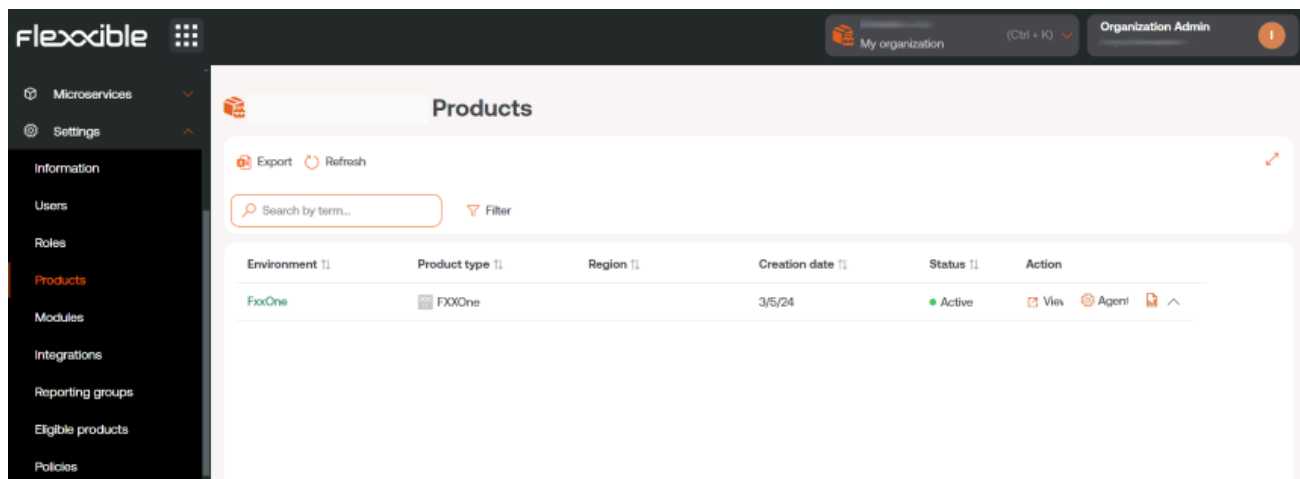 Flexxible
My organization
(Ctrl + K)
Organization Admin
I
Microservices
Settings
Information
Users
Roles
Products
Modules
Integrations
Reporting groups
Eligible products
Policies
Products
Export
Refresh
Search by term...
Filter
Environment Product type Region Creation date Status Action
FxxOne FXXOne 3/5/24 Active View Agent